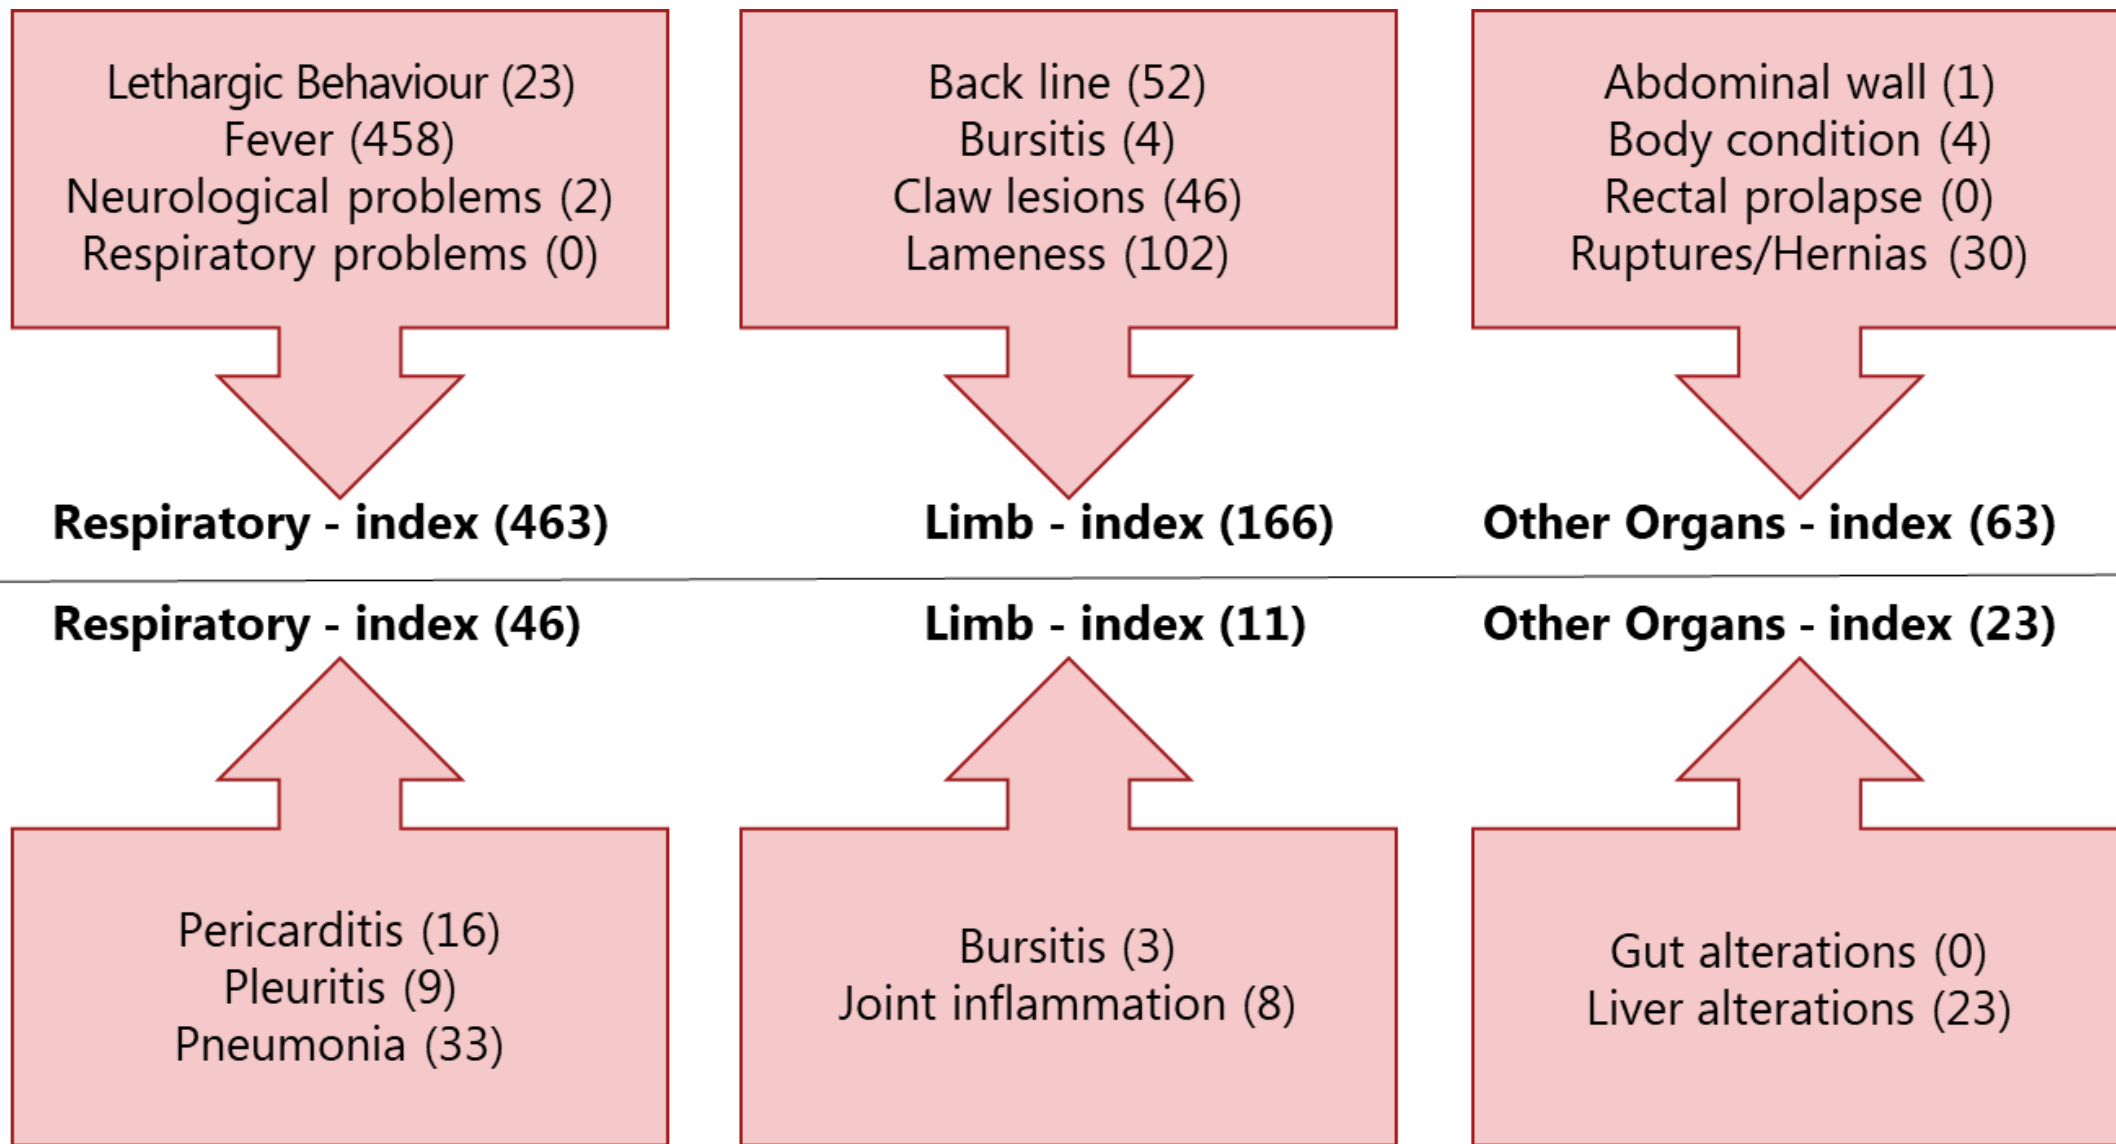 Lethargic Behaviour (23)
Fever (458)
Neurological problems (2)
Respiratory problems (0)
Back line (52)
Bursitis (4)
Claw lesions (46)
Lameness (102)
Abdominal wall (1)
Body condition (4)
Rectal prolapse (0)
Ruptures/Hernias (30)
Respiratory - index (463)
Limb - index (166)
Other Organs - index (63)
Respiratory - index (46)
Limb - index (11)
Other Organs - index (23)
Pericarditis (16)
Pleuritis (9)
Pneumonia (33)
Bursitis (3)
Joint inflammation (8)
Gut alterations (0)
Liver alterations (23)